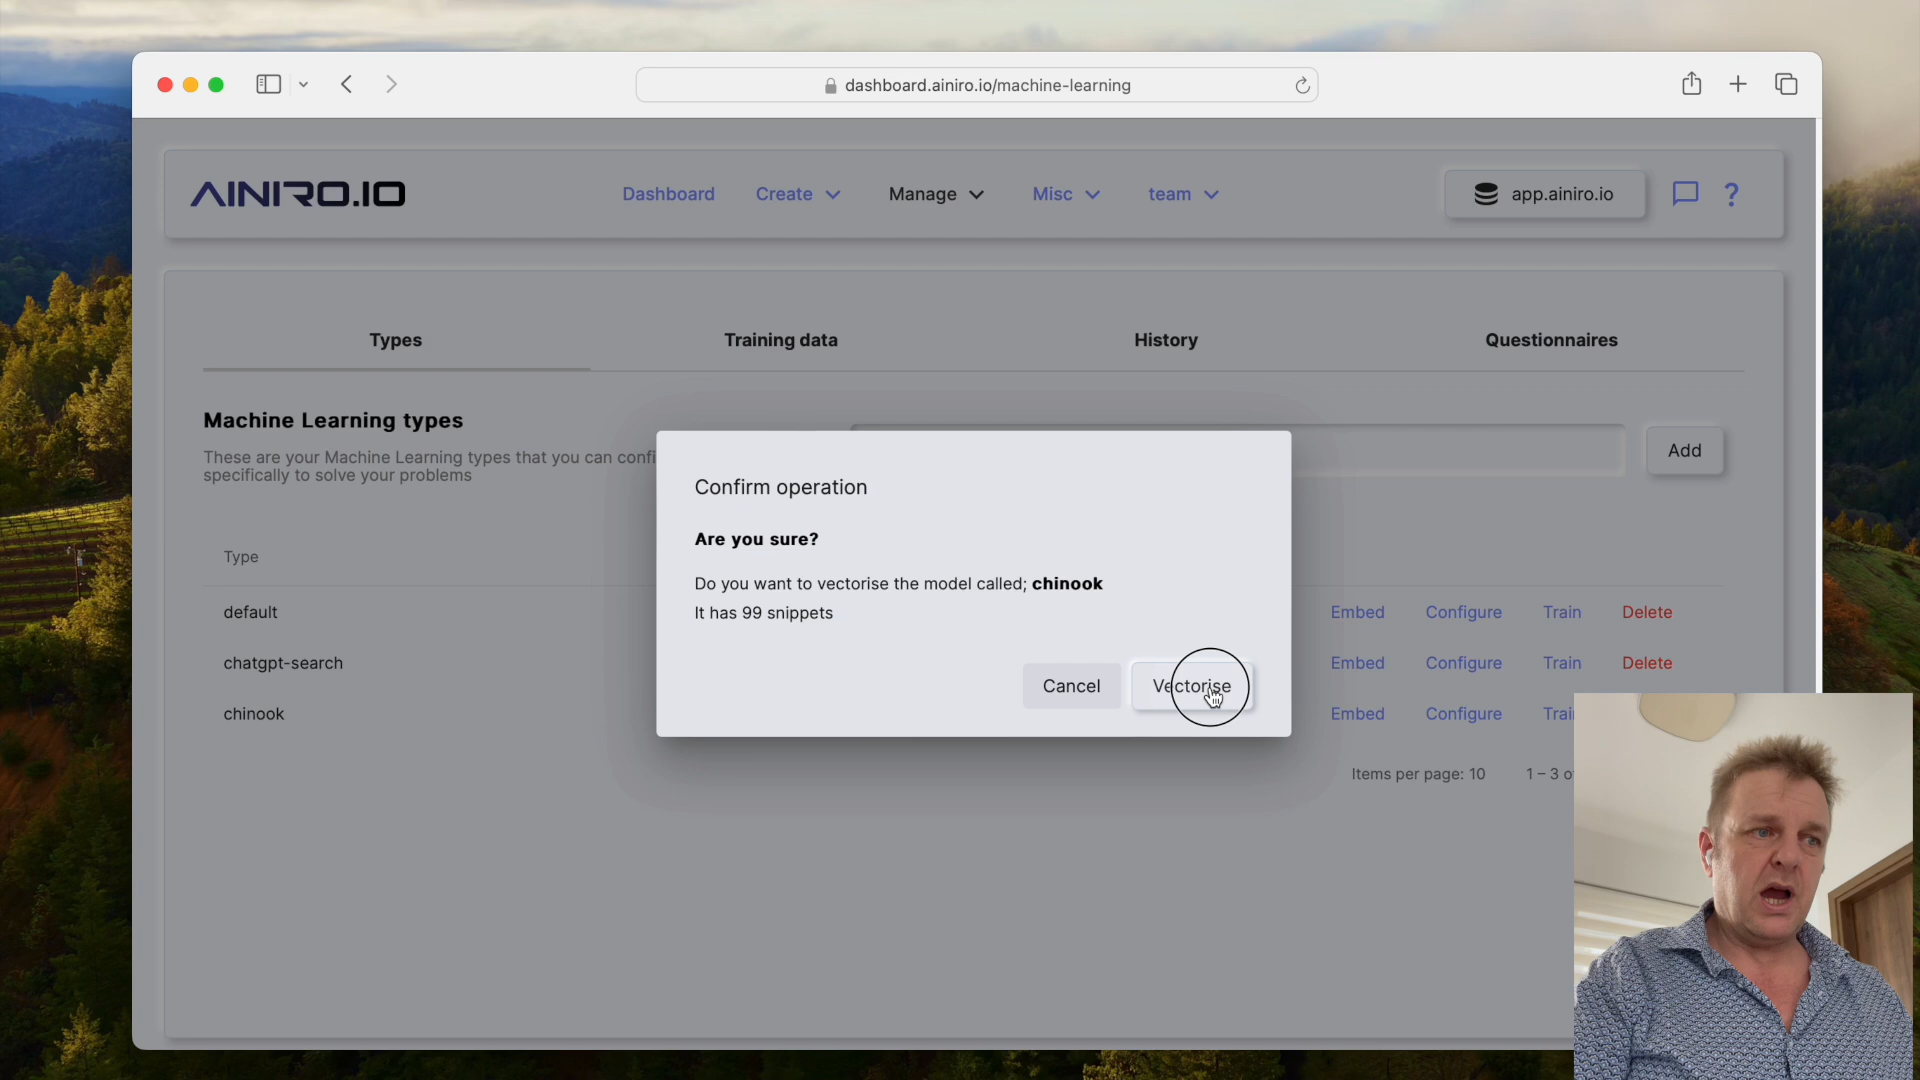 dashboard.ainiro.io/machine-learning
AINIRO.IO
Dashboard
Create
Manage
Misc
team
app.ainiro.io
?
Types
Training data
History
Questionnaires
Machine Learning types
These are your Machine Learning types that you can confi
specifically to solve your problems
Add
Confirm operation
Are you sure?
Do you want to vectorise the model called; chinook
It has 99 snippets
Cancel
Vectorise
Type
default
Embed
Configure
Train
Delete
chatgpt-search
Embed
Configure
Train
Delete
chinook
Embed
Configure
Trai
Items per page: 10
1 – 3 o